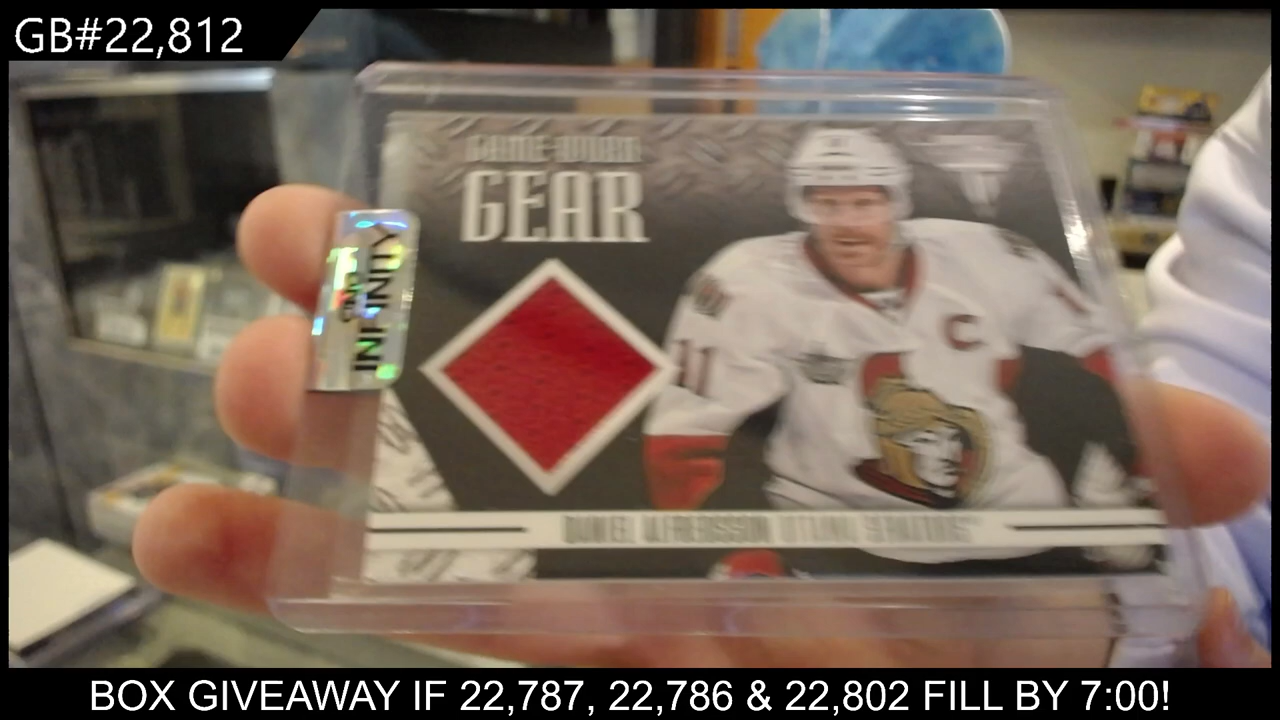 GB#22,812
GAME-WORN
GEAR
INFINITY
11
C
DANIEL ALFREDSSON OTTAWA SENATORS
BOX GIVEAWAY IF 22,787, 22,786 & 22,802 FILL BY 7:00!